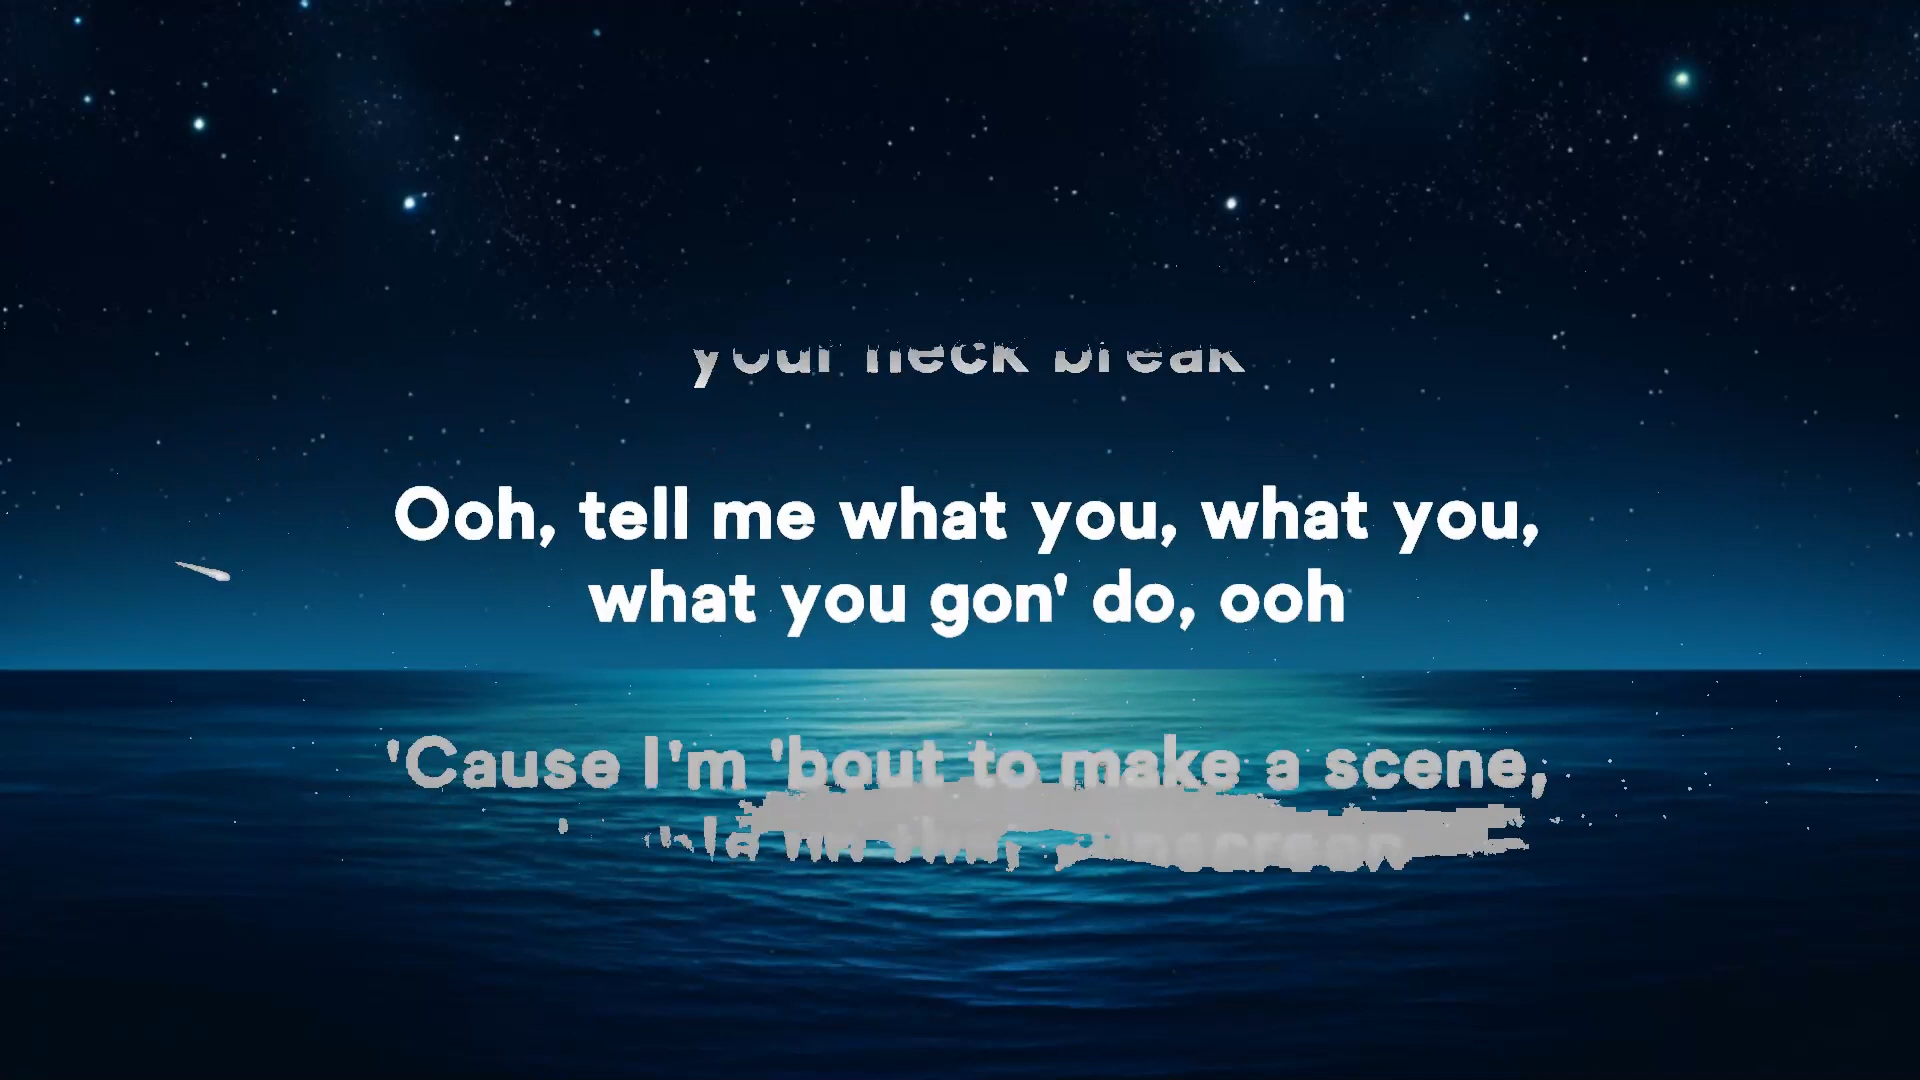 your neck break
Ooh, tell me what you, what you,
what you gon' do, ooh
'Cause I'm 'bout to make a scene,